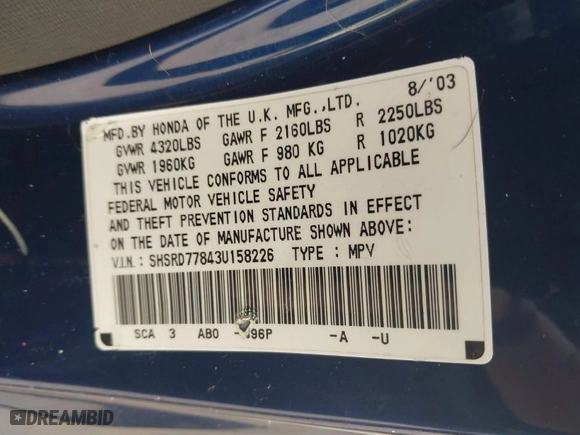 8/'03
MFD.BY HONDA OF THE U.K. MFG.,LTD.
GVWR 4320LBS GAWR F 2160LBS R 2250LBS
GVWR 1960KG GAWR F 980 KG R 1020KG
THIS VEHICLE CONFORMS TO ALL APPLICABLE
FEDERAL MOTOR VEHICLE SAFETY
AND THEFT PREVENTION STANDARDS IN EFFECT
ON THE DATE OF MANUFACTURE SHOWN ABOVE:
V.I.N.: SHSRD77843U158226 TYPE : MPV
SCA 3 AB0 -A -U
DREAMBID